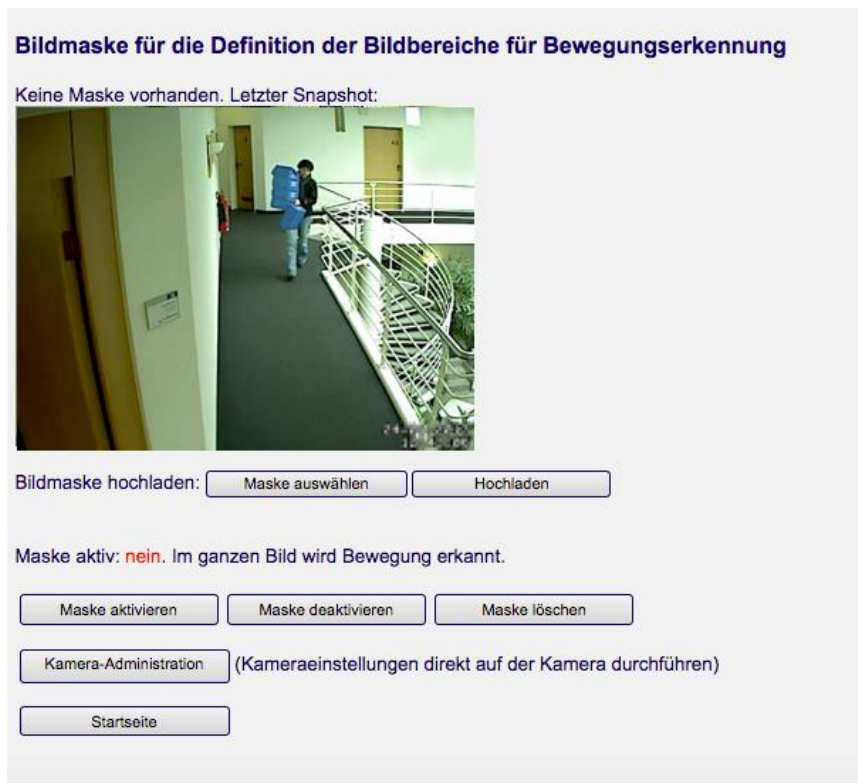 Bildmaske für die Definition der Bildbereiche für Bewegungserkennung
Keine Maske vorhanden. Letzter Snapshot:
Bildmaske hochladen: Maske auswählen Hochladen
Maske aktiv: nein. Im ganzen Bild wird Bewegung erkannt.
Maske aktivieren Maske deaktivieren Maske löschen
Kamera-Administration (Kameraeinstellungen direkt auf der Kamera durchführen)
Startseite